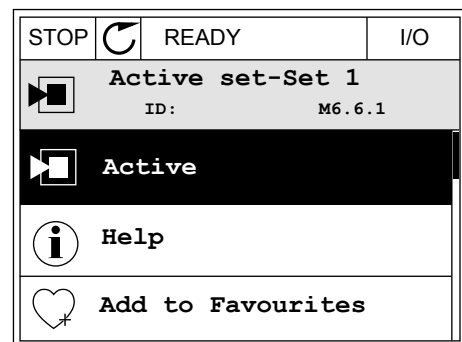 STOP READY I/O
Active set-Set 1
ID: M6.6.1
Active
Help
Add to Favourites